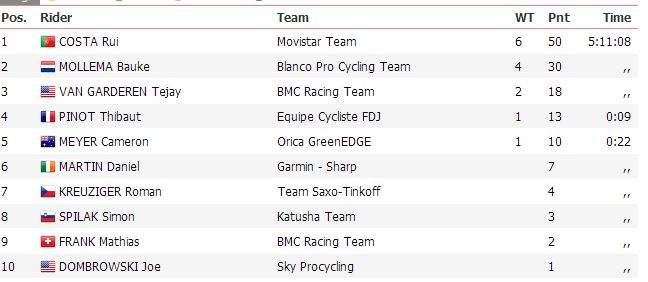 Pos. Rider Team WT Pnt Time
1 COSTA Rui Movistar Team 6 50 5:11:08
2 MOLLEMA Bauke Blanco Pro Cycling Team 4 30 ,,
3 VAN GARDEREN Tejay BMC Racing Team 2 18 ,,
4 PINOT Thibaut Equipe Cycliste FDJ 1 13 0:09
5 MEYER Cameron Orica GreenEDGE 1 10 0:22
6 MARTIN Daniel Garmin - Sharp 7 ,,
7 KREUZIGER Roman Team Saxo-Tinkoff 4 ,,
8 SPILAK Simon Katusha Team 3 ,,
9 FRANK Mathias BMC Racing Team 2 ,,
10 DOMBROWSKI Joe Sky Procycling 1 ,,